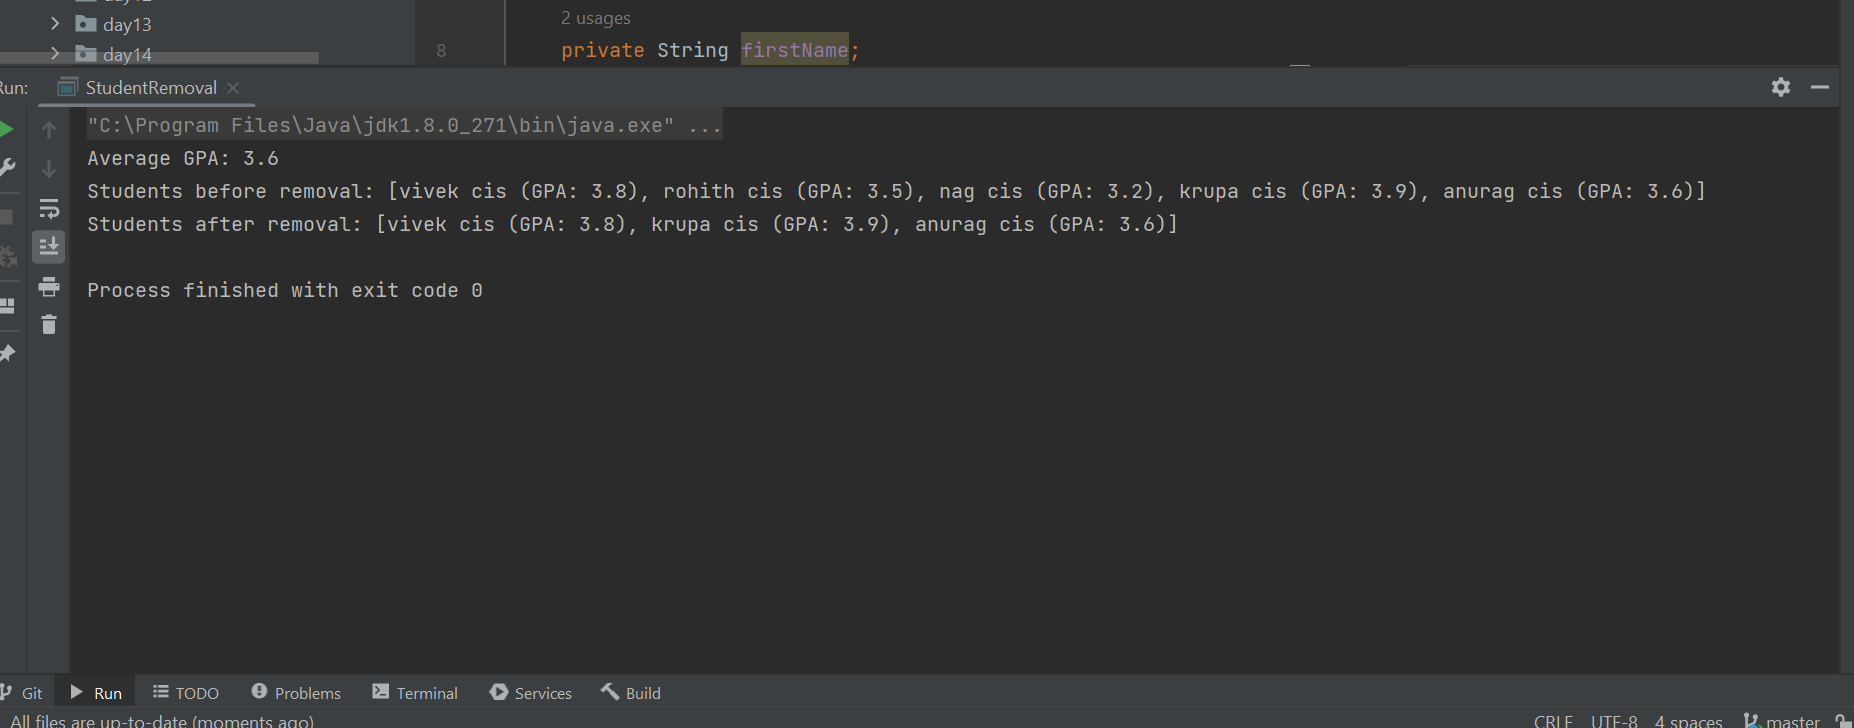 day13
day14
2 usages
8 private String firstName;
Run: StudentRemoval
"C:\Program Files\Java\jdk1.8.0_271\bin\java.exe" ...
Average GPA: 3.6
Students before removal: [vivek cis (GPA: 3.8), rohith cis (GPA: 3.5), nag cis (GPA: 3.2), krupa cis (GPA: 3.9), anurag cis (GPA: 3.6)]
Students after removal: [vivek cis (GPA: 3.8), krupa cis (GPA: 3.9), anurag cis (GPA: 3.6)]
Process finished with exit code 0
Git Run TODO Problems Terminal Services Build
All files are up-to-date (moments ago) CRLF UTF-8 4 spaces master